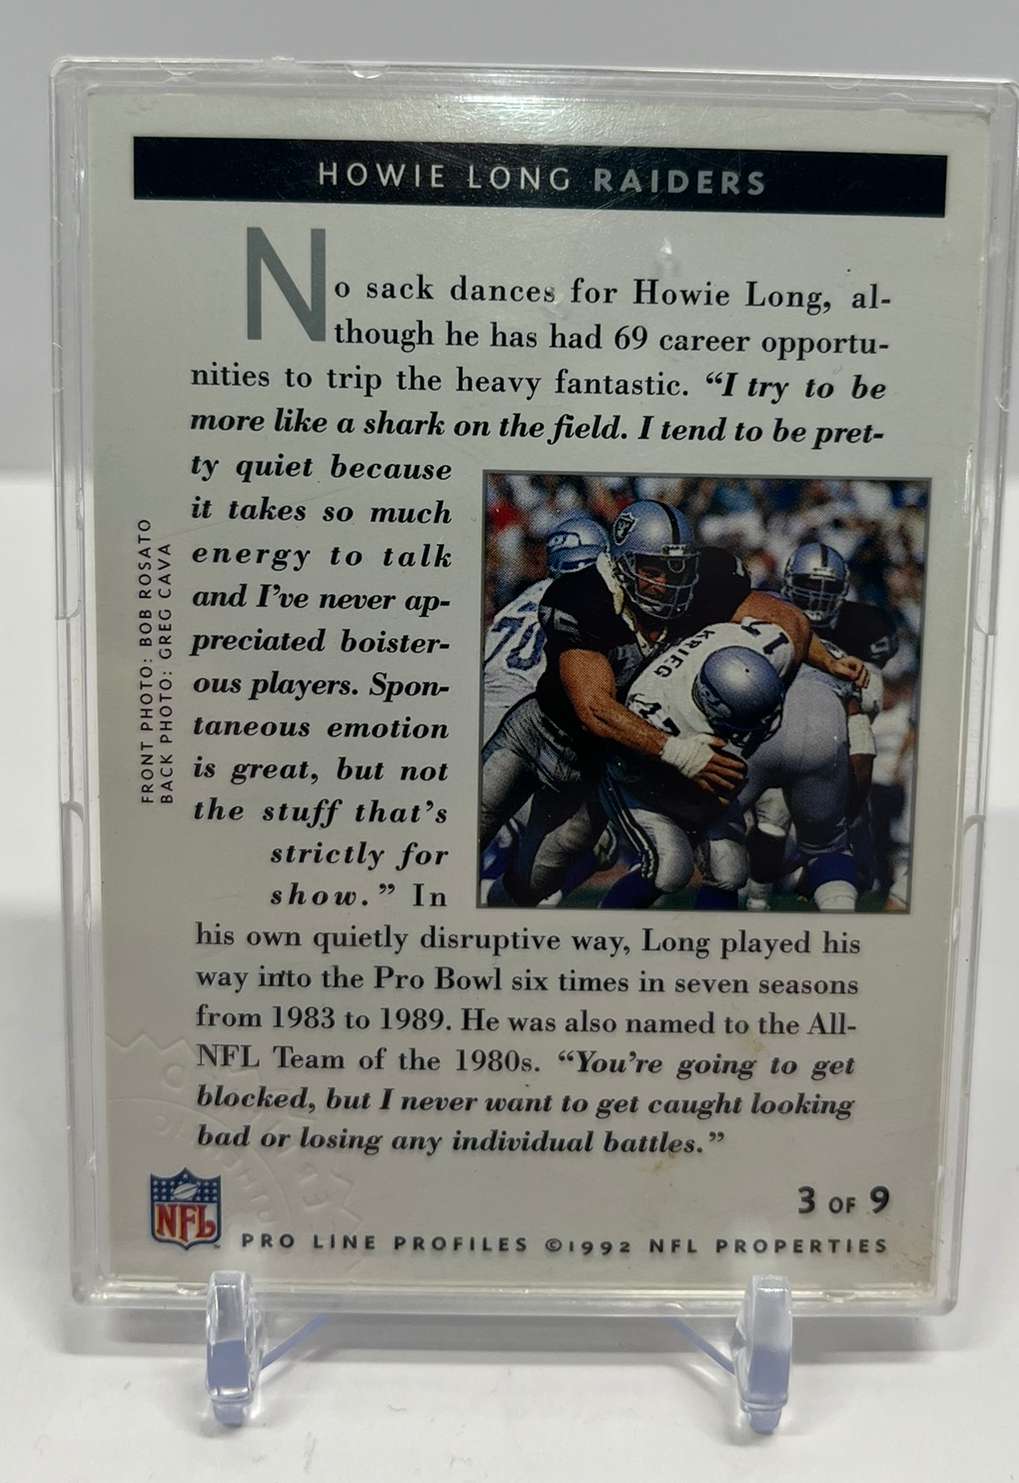 HOWIE LONG RAIDERS
No sack dances for Howie Long, al-
though he has had 69 career opportu-
nities to trip the heavy fantastic. “I try to be
more like a shark on the field. I tend to be pret-
ty quiet because
it takes so much
energy to talk
and I’ve never ap-
preciated boister-
ous players. Spon-
taneous emotion
is great, but not
the stuff that’s
strictly for
show.” In
his own quietly disruptive way, Long played his
way into the Pro Bowl six times in seven seasons
from 1983 to 1989. He was also named to the All-
NFL Team of the 1980s. “You’re going to get
blocked, but I never want to get caught looking
bad or losing any individual battles.”
FRONT PHOTO: BOB ROSATO
BACK PHOTO: GREG CAVA
70
KRIEG
17
17
3 OF 9
NFL
PRO LINE PROFILES ©1992 NFL PROPERTIES